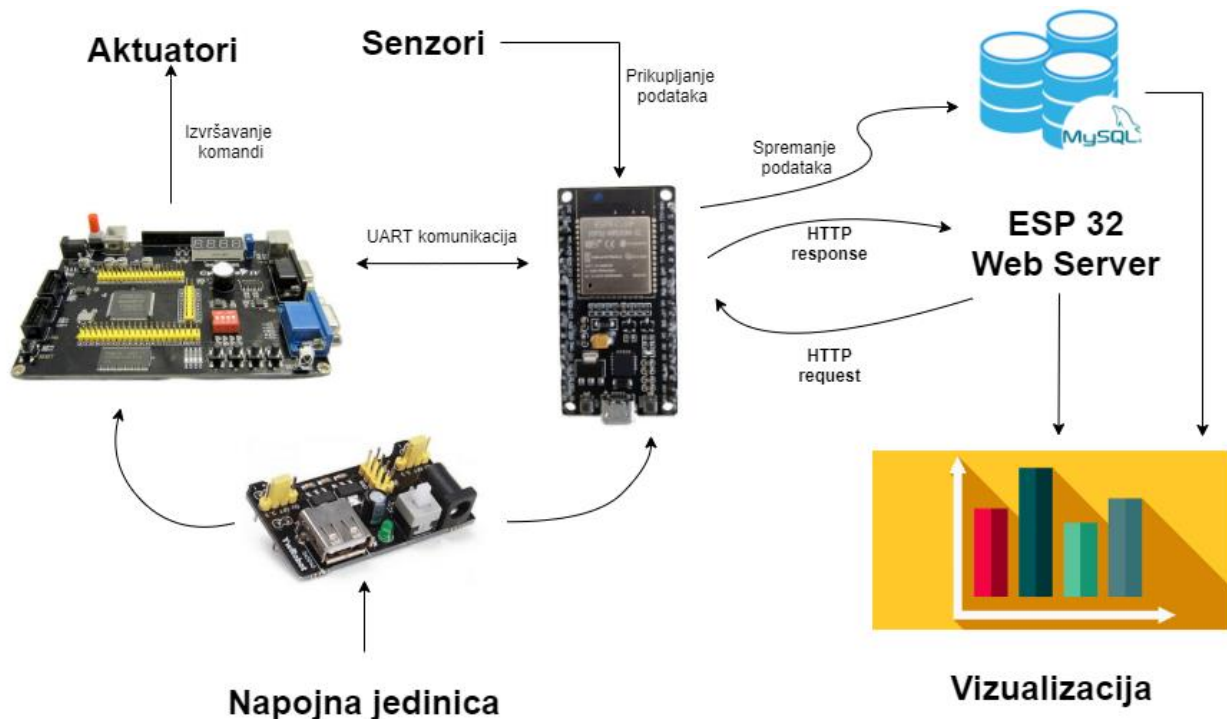 Aktuatori
Senzori
Prikupljanje
podataka
Izvršavanje
komandi
Spremanje
podataka
MySQL
UART komunikacija
HTTP
response
ESP 32
Web Server
HTTP
request
Napojna jedinica
Vizualizacija